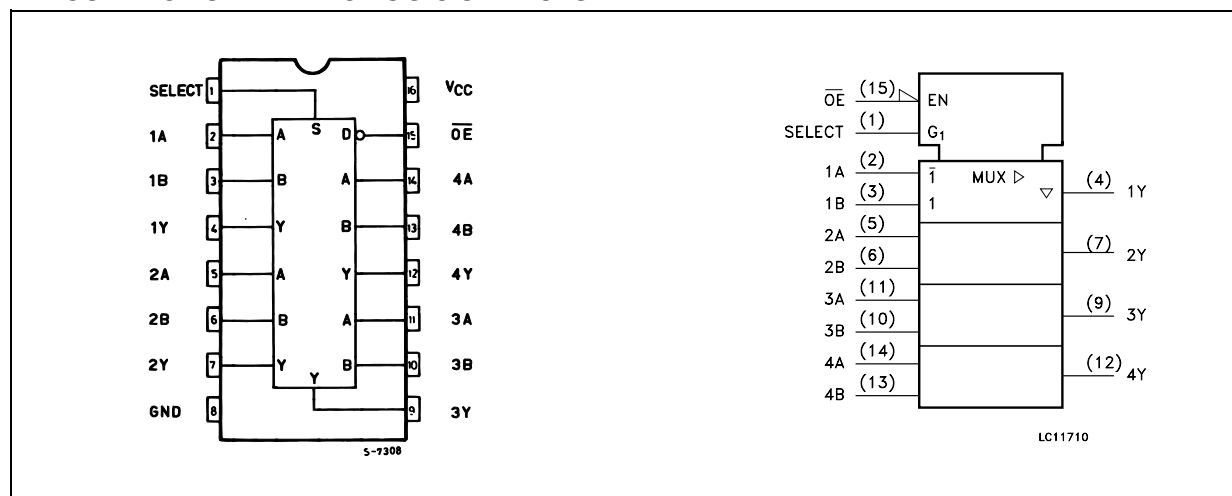 SELECT 1 16 VCC
S
1A 2 A D 15 O̅E̅
1B 3 B A 14 4A
1Y 4 Y B 13 4B
2A 5 A Y 12 4Y
2B 6 B A 11 3A
2Y 7 Y B 10 3B
Y
GND 8 9 3Y
S-7308
O̅E̅ (15) EN
SELECT (1) G1
1A (2) 1̅ MUX ▷
1B (3) 1 ▽ (4) 1Y
2A (5)
2B (6) (7) 2Y
3A (11)
3B (10) (9) 3Y
4A (14)
4B (13) (12) 4Y
LC11710